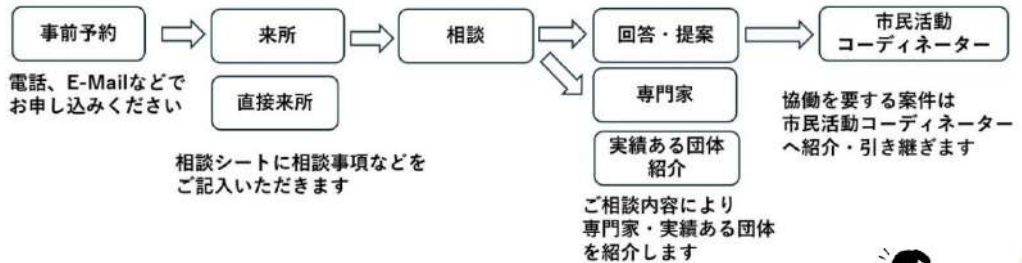 事前予約
来所
相談
回答・提案
市民活動
コーディネーター
電話、E-Mailなどで
お申し込みください
直接来所
専門家
協働を要する案件は
市民活動コーディネーター
へ紹介・引き継ぎます
相談シートに相談事項などを
ご記入いただきます
実績ある団体
紹介
ご相談内容により
専門家・実績ある団体
を紹介します